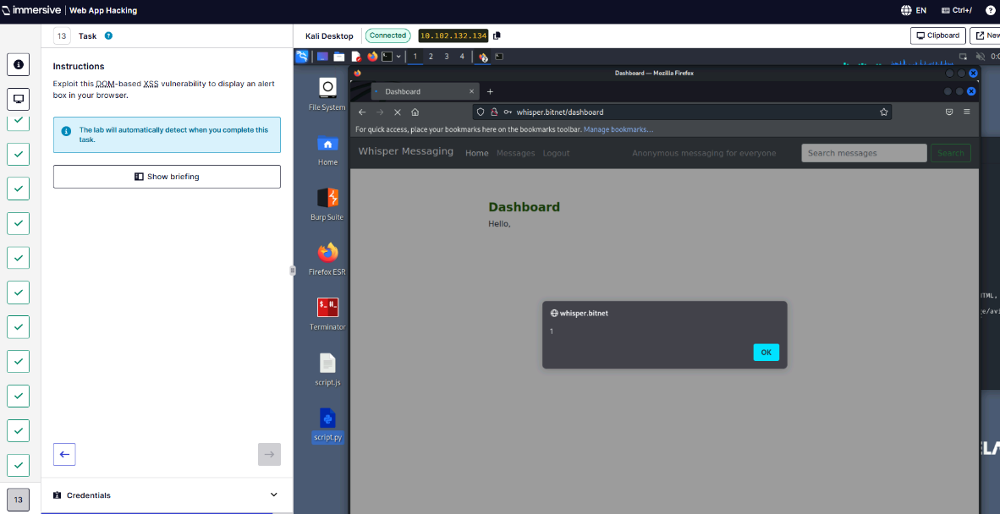 immersive | Web App Hacking
EN
Ctrl+/
?
13 Task ?
Kali Desktop
Connected
10.102.132.134
Clipboard
New
Instructions
Exploit this DOM-based XSS vulnerability to display an alert
box in your browser.
The lab will automatically detect when you complete this
task.
Show briefing
13
Credentials
1 2 3 4
0:0
File System
Home
Burp Suite
Firefox ESR
Terminator
script.js
script.py
Dashboard — Mozilla Firefox
Dashboard
whisper.bitnet/dashboard
For quick access, place your bookmarks here on the bookmarks toolbar. Manage bookmarks...
Whisper Messaging Home Messages Logout Anonymous messaging for everyone Search messages Search
Dashboard
Hello,
whisper.bitnet
1
OK
TML,
e/avi